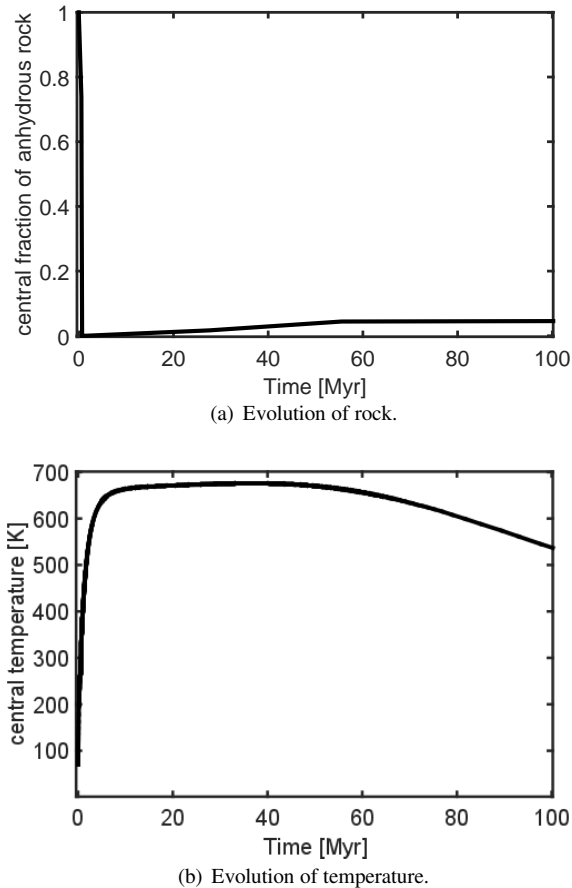 1
0.8
0.6
0.4
0.2
0
central fraction of anhydrous rock
0 20 40 60 80 100
Time [Myr]
(a) Evolution of rock.
700
600
500
400
300
200
100
central temperature [K]
0 20 40 60 80 100
Time [Myr]
(b) Evolution of temperature.